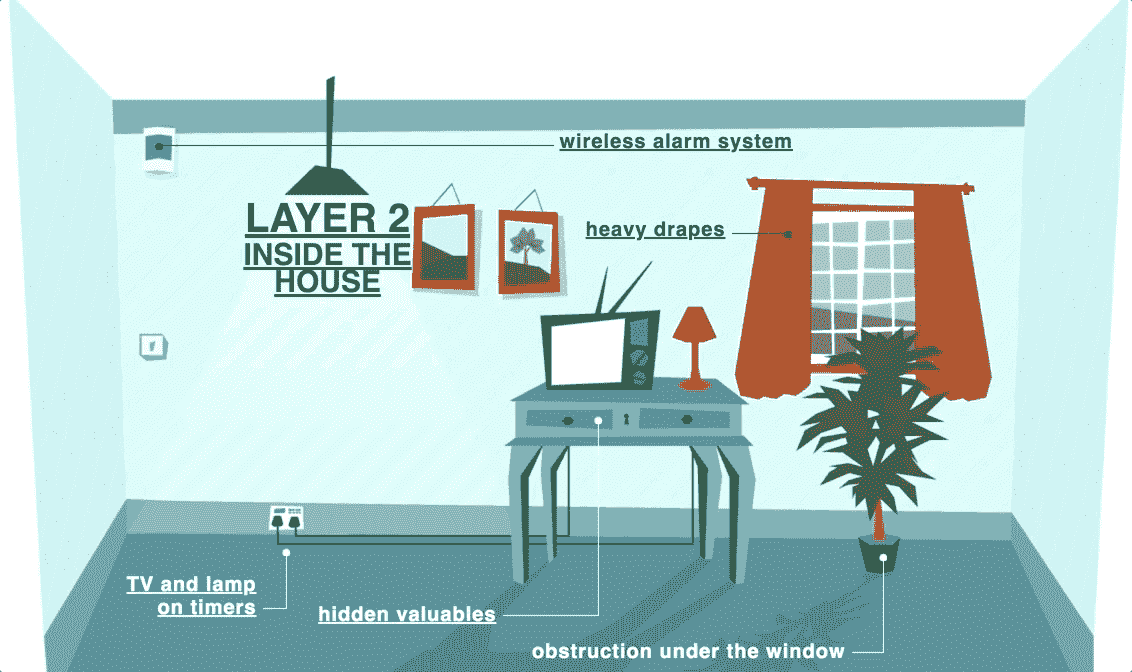 wireless alarm system
LAYER 2
INSIDE THE
HOUSE
heavy drapes
TV and lamp
on timers
hidden valuables
obstruction under the window